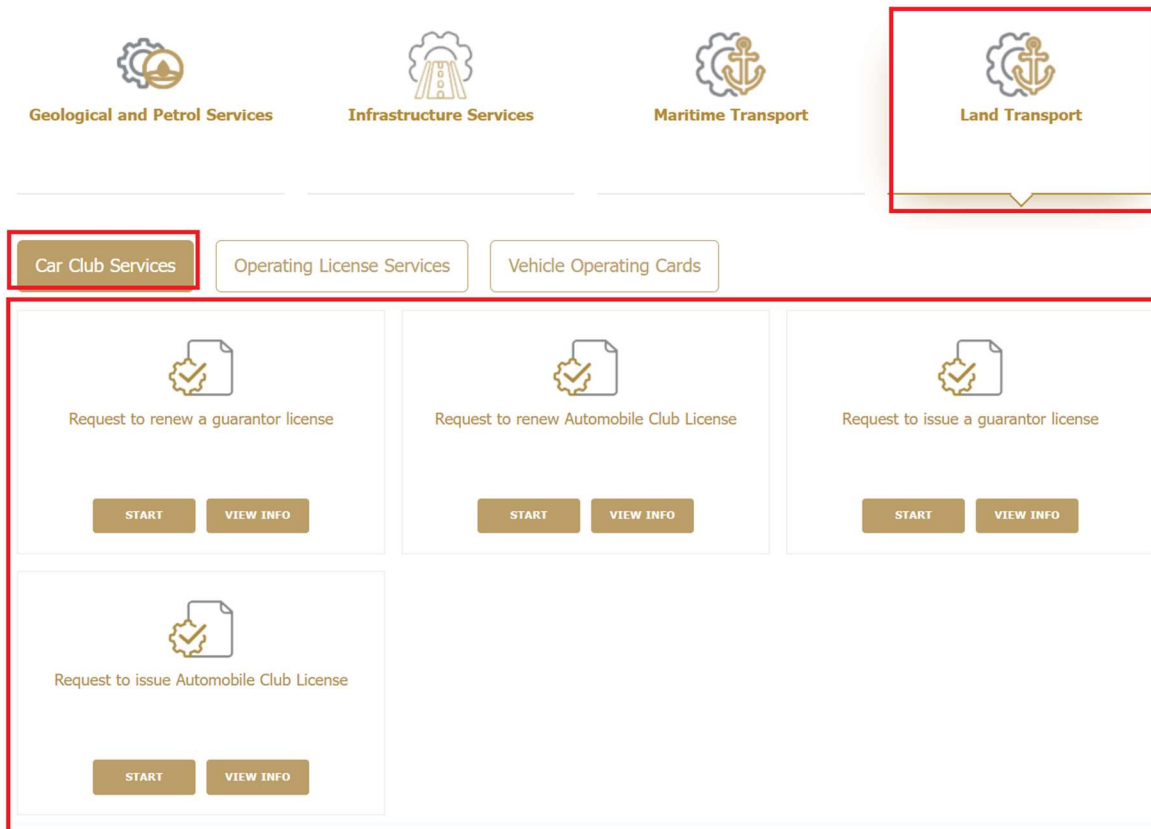 Geological and Petrol Services
Infrastructure Services
Maritime Transport
Land Transport
Car Club Services
Operating License Services
Vehicle Operating Cards
Request to renew a guarantor license
Request to renew Automobile Club License
Request to issue a guarantor license
START
VIEW INFO
START
VIEW INFO
START
VIEW INFO
Request to issue Automobile Club License
START
VIEW INFO